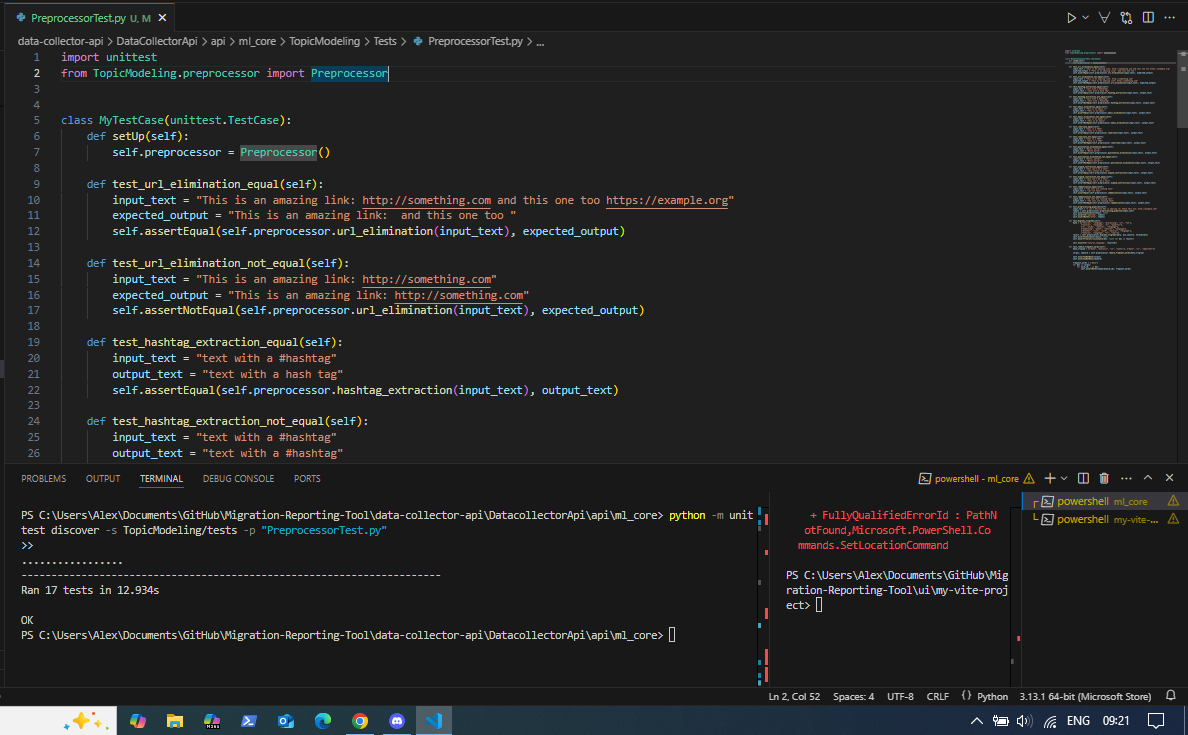 PreprocessorTest.py U, M
data-collector-api > DataCollectorApi > api > ml_core > TopicModeling > Tests > PreprocessorTest.py > ...
1 import unittest
2 from TopicModeling.preprocessor import Preprocessor
3
4
5 class MyTestCase(unittest.TestCase):
6 def setUp(self):
7 self.preprocessor = Preprocessor()
8
9 def test_url_elimination_equal(self):
10 input_text = "This is an amazing link: http://something.com and this one too https://example.org"
11 expected_output = "This is an amazing link:  and this one too "
12 self.assertEqual(self.preprocessor.url_elimination(input_text), expected_output)
13
14 def test_url_elimination_not_equal(self):
15 input_text = "This is an amazing link: http://something.com"
16 expected_output = "This is an amazing link: http://something.com"
17 self.assertNotEqual(self.preprocessor.url_elimination(input_text), expected_output)
18
19 def test_hashtag_extraction_equal(self):
20 input_text = "text with a #hashtag"
21 output_text = "text with a hash tag"
22 self.assertEqual(self.preprocessor.hashtag_extraction(input_text), output_text)
23
24 def test_hashtag_extraction_not_equal(self):
25 input_text = "text with a #hashtag"
26 output_text = "text with a #hashtag"
PROBLEMS OUTPUT TERMINAL DEBUG CONSOLE PORTS
powershell - ml_core
PS C:\Users\Alex\Documents\GitHub\Migration-Reporting-Tool\data-collector-api\DatacollectorApi\api\ml_core> python -m unit
test discover -s TopicModeling/tests -p "PreprocessorTest.py"
>>
.................
----------------------------------------------------------------------
Ran 17 tests in 12.934s
OK
PS C:\Users\Alex\Documents\GitHub\Migration-Reporting-Tool\data-collector-api\DatacollectorApi\api\ml_core>
+ FullyQualifiedErrorId : PathN
otFound,Microsoft.PowerShell.Co
mmands.SetLocationCommand
PS C:\Users\Alex\Documents\GitHub\Mig
ration-Reporting-Tool\ui\my-vite-proj
ect>
powershell ml_core
powershell my-vite-...
Ln 2, Col 52 Spaces: 4 UTF-8 CRLF {} Python 3.13.1 64-bit (Microsoft Store)
ENG 09:21